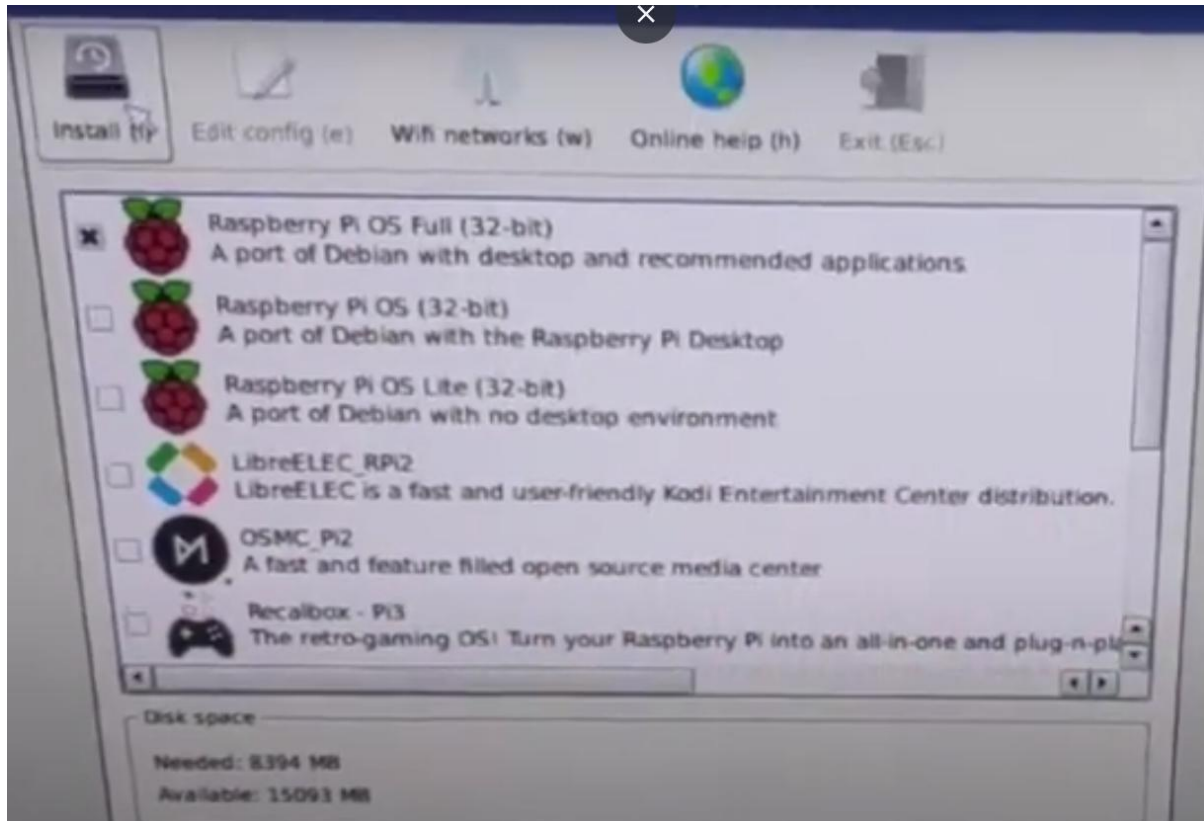 Install (i)
Edit config (e)
Wifi networks (w)
Online help (h)
Exit (Esc)
Raspberry Pi OS Full (32-bit)
A port of Debian with desktop and recommended applications
Raspberry Pi OS (32-bit)
A port of Debian with the Raspberry Pi Desktop
Raspberry Pi OS Lite (32-bit)
A port of Debian with no desktop environment
LibreELEC_RPi2
LibreELEC is a fast and user-friendly Kodi Entertainment Center distribution.
OSMC_Pi2
A fast and feature filled open source media center
Recalbox - Pi3
The retro-gaming OS! Turn your Raspberry Pi into an all-in-one and plug-n-pla
Disk space
Needed: 8394 MB
Available: 15093 MB